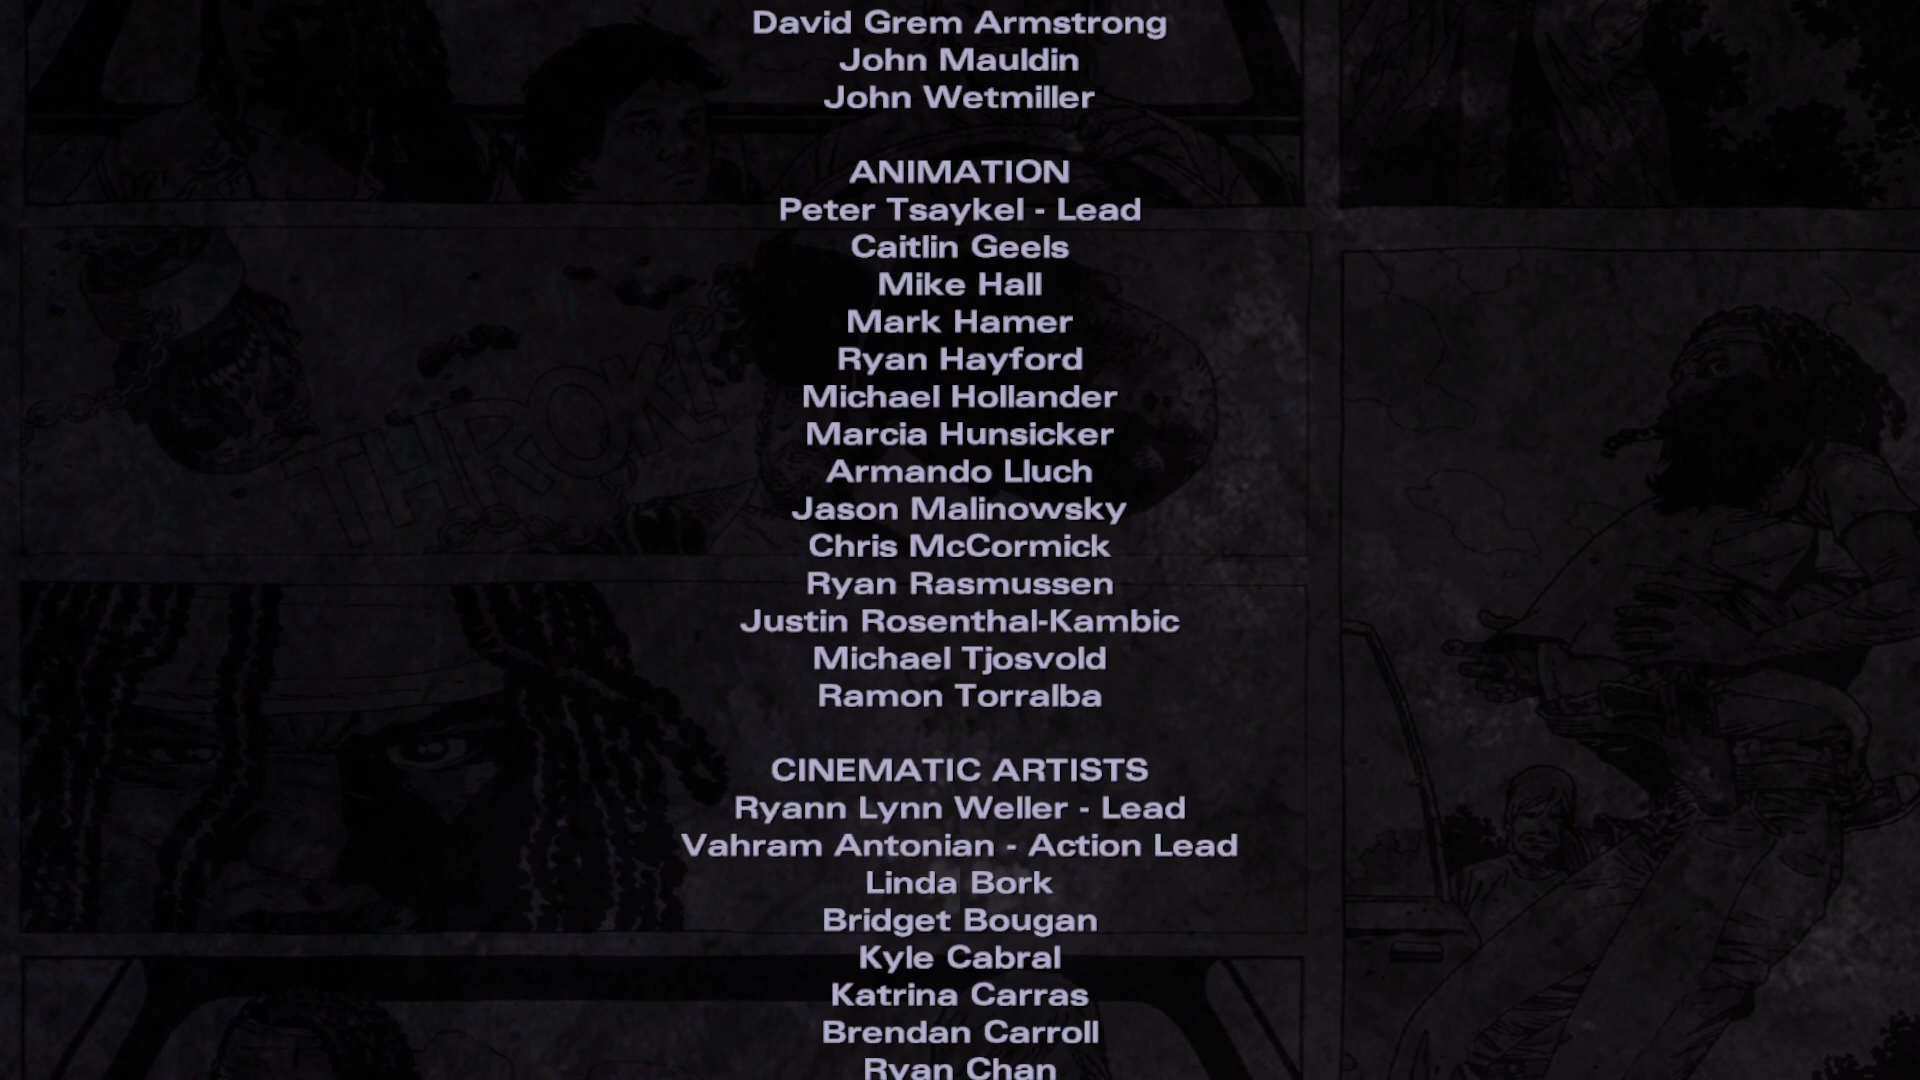 David Grem Armstrong
John Mauldin
John Wetmiller
ANIMATION
Peter Tsaykel - Lead
Caitlin Geels
Mike Hall
Mark Hamer
Ryan Hayford
Michael Hollander
Marcia Hunsicker
Armando Lluch
Jason Malinowsky
Chris McCormick
Ryan Rasmussen
Justin Rosenthal-Kambic
Michael Tjosvold
Ramon Torralba
CINEMATIC ARTISTS
Ryann Lynn Weller - Lead
Vahram Antonian - Action Lead
Linda Bork
Bridget Bougan
Kyle Cabral
Katrina Carras
Brendan Carroll
Ryan Chan
THROK!